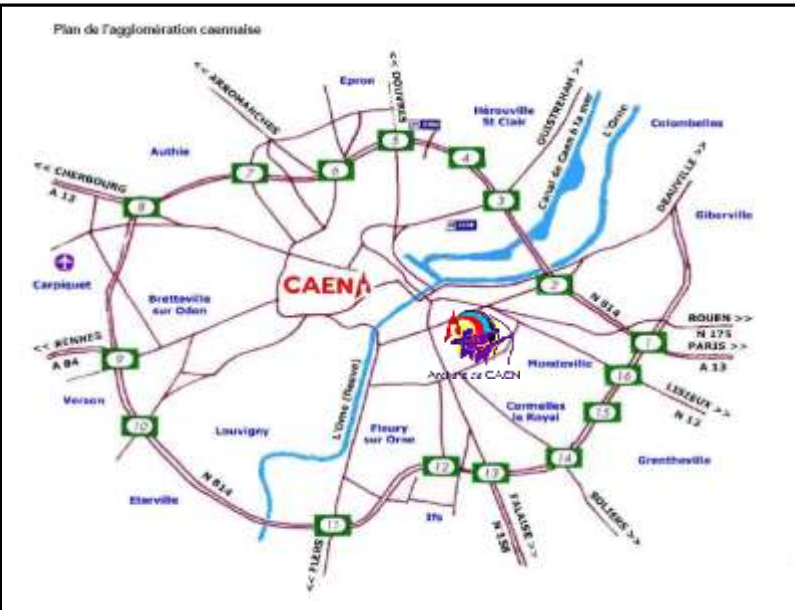 Plan de l'agglomération caennaise
<< ARROMANCHES
Epron
<< DOUVRES
Hérouville
St Clair
OUISTREHAM >>
Canal de Caen à la mer
L'Orne
Colombelles
Authie
DEAUVILLE >>
Giberville
<< CHERBOURG
A 13
8
7
6
5
4
3
Carpiquet
Bretteville
sur Odon
CAEN
2
N 814
ROUEN >>
N 175
PARIS >>
A 13
1
Archers de CAEN
Mondeville
<< RENNES
A 84
9
16
LISIEUX >>
N 13
Verson
10
Louvigny
L'Orne (fleuve)
Fleury
sur Orne
Cormelles
le Royal
15
Grentheville
12
13
14
N 814
Eterville
11
Ifs
<< FLERS
FALAISE >>
N 158
SOLIERS >>